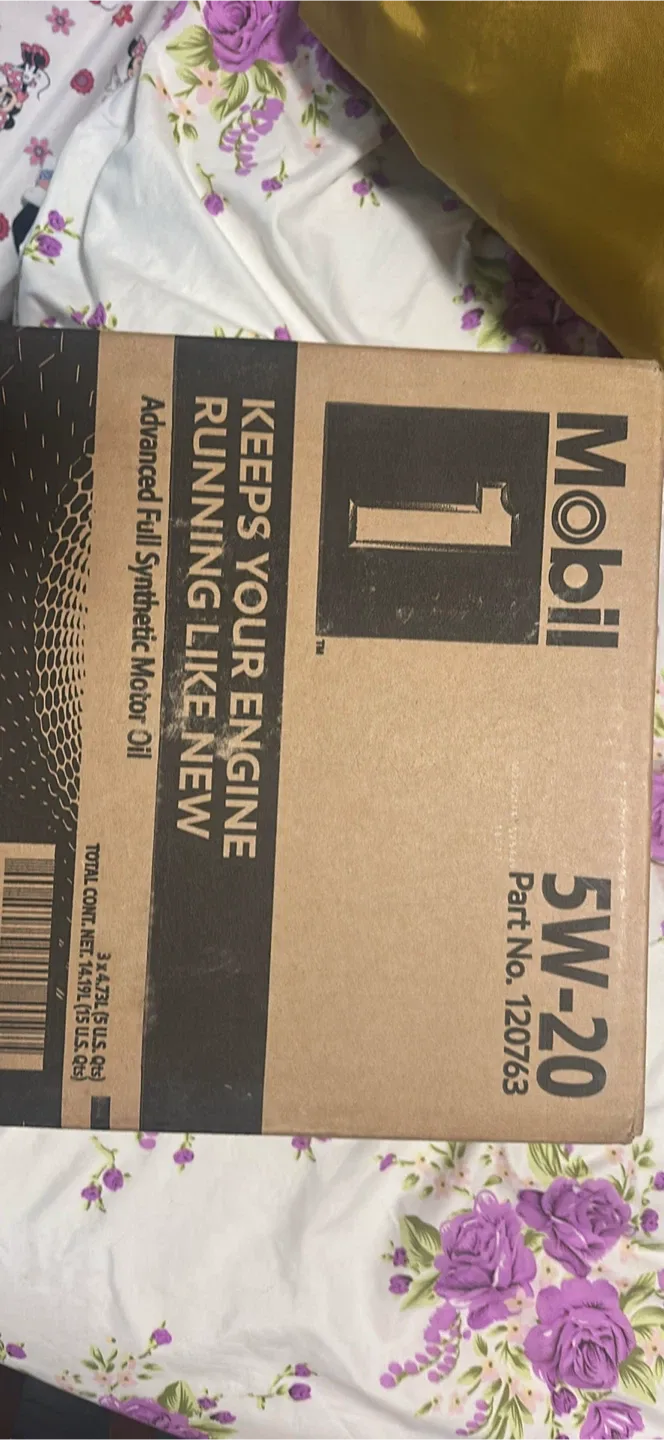 Mobil
1
™
5W-20
Part No. 120763
KEEPS YOUR ENGINE
RUNNING LIKE NEW
Advanced Full Synthetic Motor Oil
3 x 4.73L (5 U.S. Qts)
TOTAL CONT. NET. 14.19L (15 U.S. Qts)